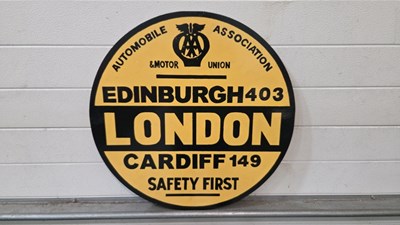 AUTOMOBILE ASSOCIATION
AA
& MOTOR UNION
EDINBURGH 403
LONDON
CARDIFF 149
SAFETY FIRST